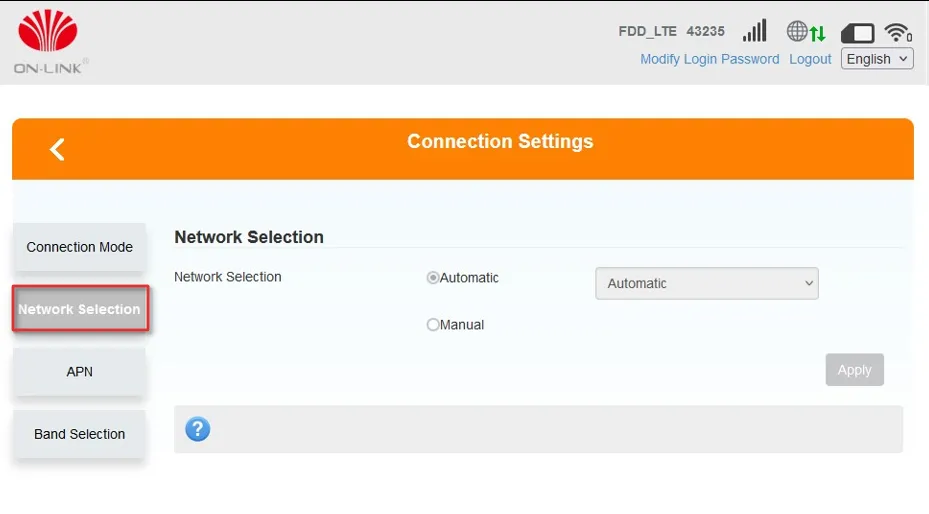 FDD_LTE 43235
ON-LINK®
Modify Login Password Logout English
Connection Settings
Connection Mode
Network Selection
APN
Band Selection
Network Selection
Network Selection
Automatic
Automatic
Manual
Apply
?